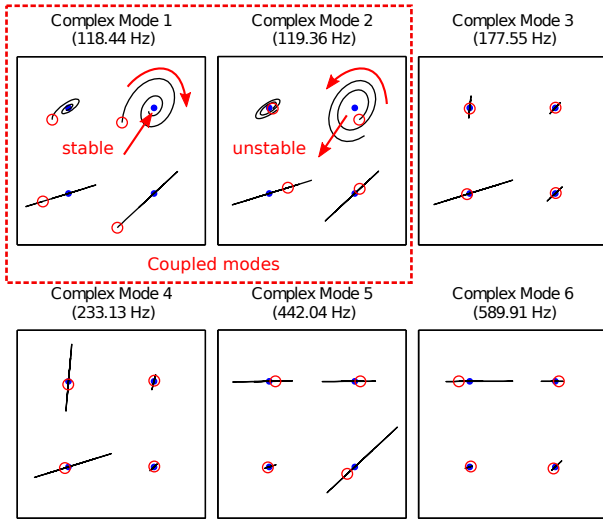 Complex Mode 1
(118.44 Hz)
Complex Mode 2
(119.36 Hz)
Complex Mode 3
(177.55 Hz)
stable
unstable
Coupled modes
Complex Mode 4
(233.13 Hz)
Complex Mode 5
(442.04 Hz)
Complex Mode 6
(589.91 Hz)